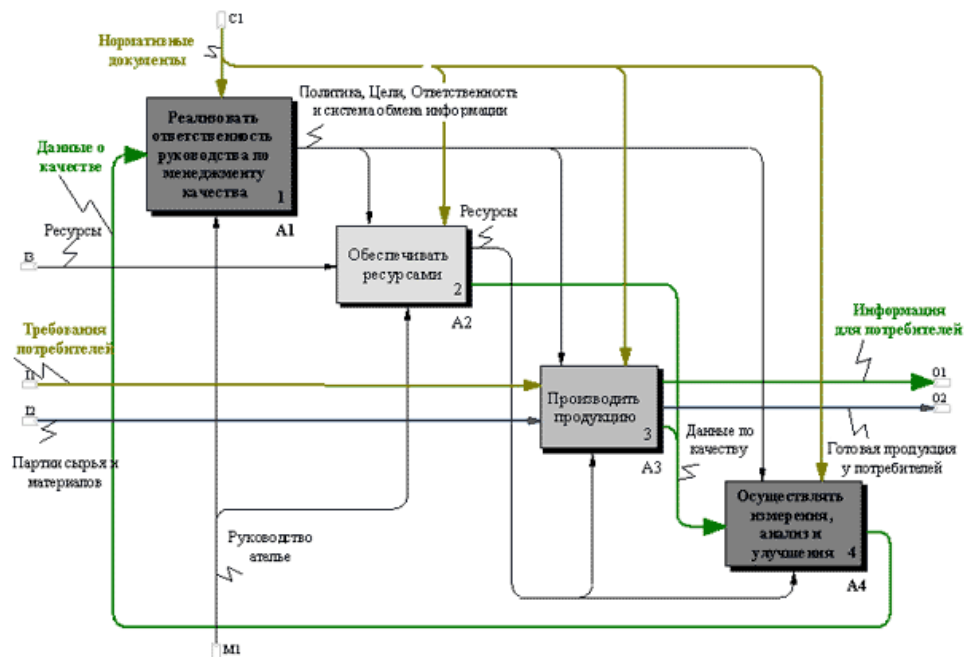 C1
Нормативные
документы
Политика, Цели, Ответственность
и система обмена информации
Реализовать
ответственность
руководства по
менеджменту
качества
1
A1
Данные о
качестве
Ресурсы
I3
Ресурсы
Обеспечивать
ресурсами
2
A2
Требования
потребителей
I1
I2
Партии сырья и
материалов
Информация
для потребителей
O1
O2
Производить
продукцию
3
A3
Данные по
качеству
Готовая продукция
у потребителей
Осуществлять
измерения,
анализ и
улучшения
4
A4
Руководство
ателье
M1